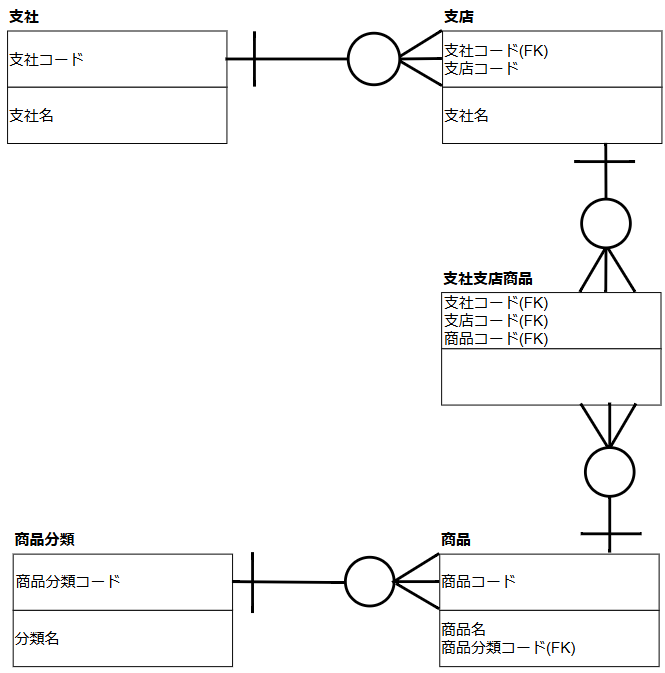 支社
支社コード
支社名
支店
支社コード(FK)
支店コード
支社名
支社支店商品
支社コード(FK)
支店コード(FK)
商品コード(FK)
商品分類
商品分類コード
分類名
商品
商品コード
商品名
商品分類コード(FK)